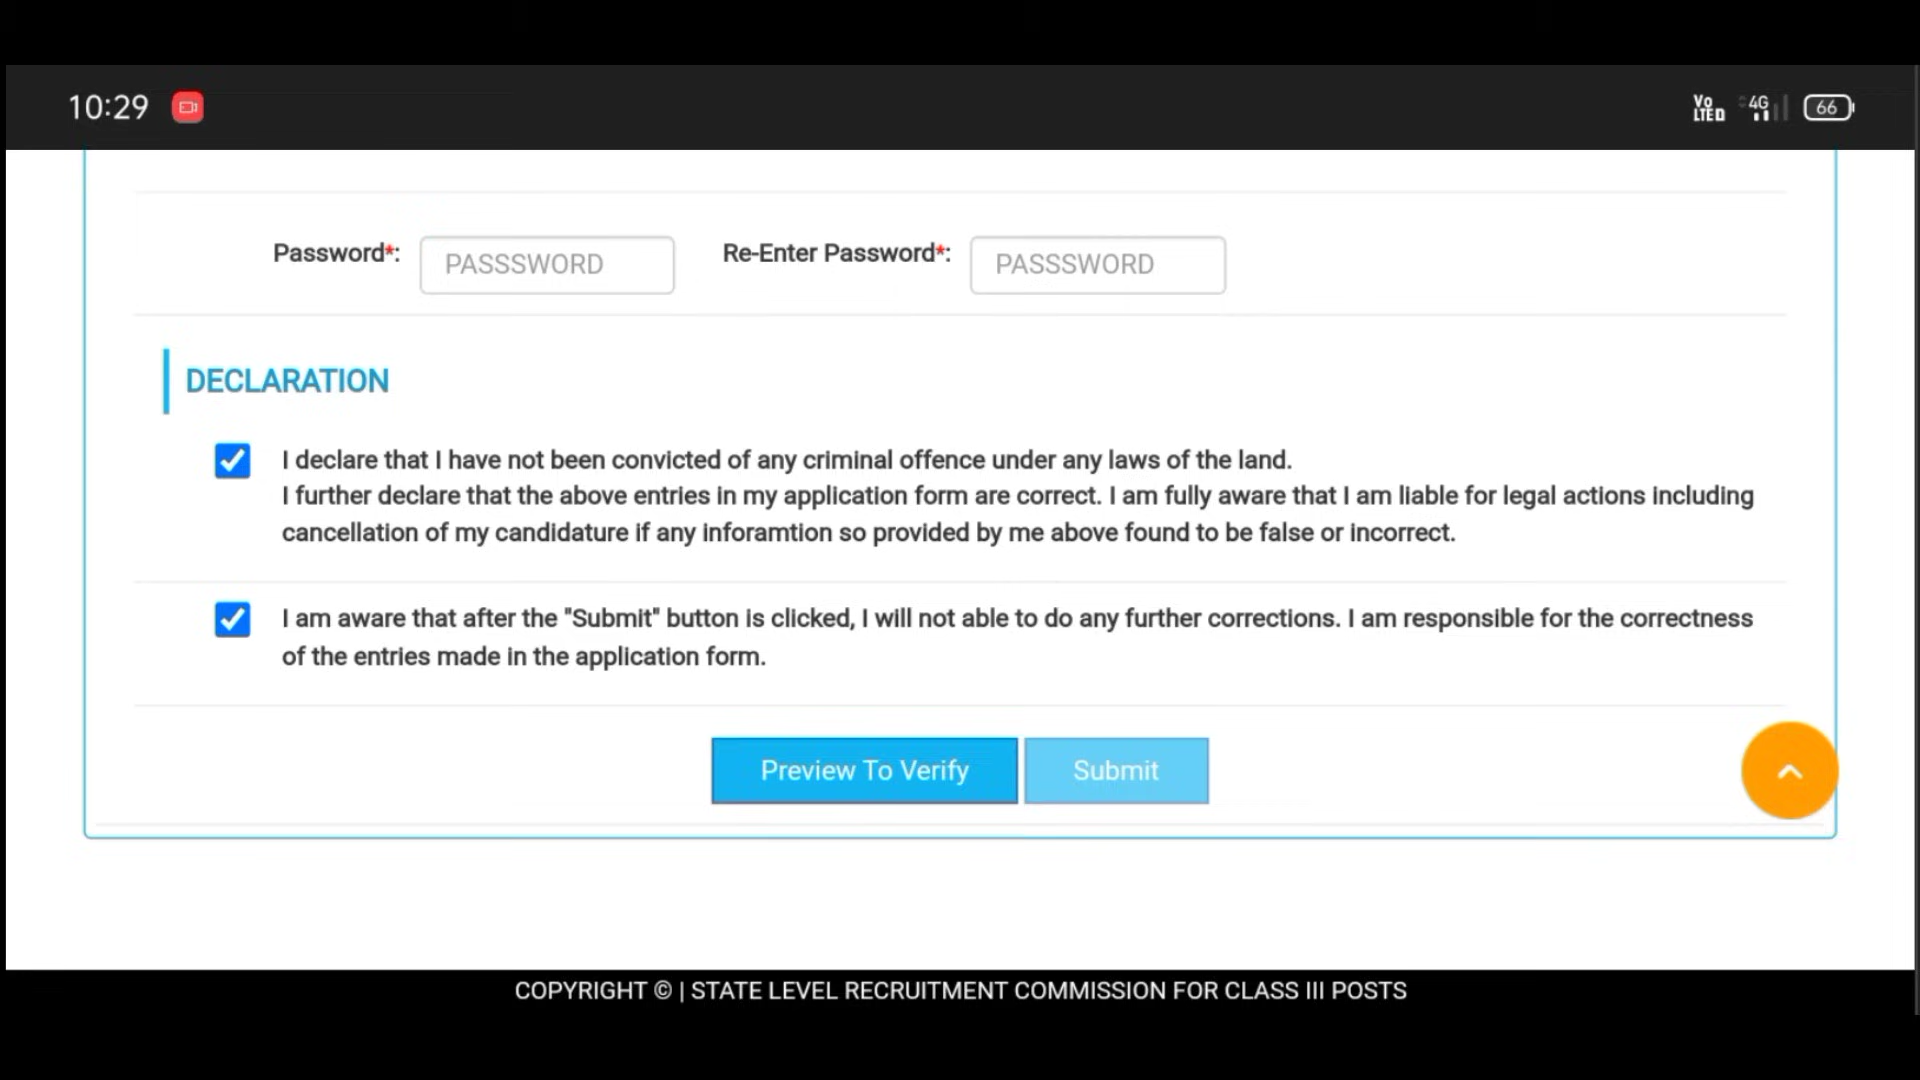 10:29
Vo LTE 4G 66
Password*: PASSSWORD Re-Enter Password*: PASSSWORD
DECLARATION
I declare that I have not been convicted of any criminal offence under any laws of the land.
I further declare that the above entries in my application form are correct. I am fully aware that I am liable for legal actions including
cancellation of my candidature if any inforamtion so provided by me above found to be false or incorrect.
I am aware that after the "Submit" button is clicked, I will not able to do any further corrections. I am responsible for the correctness
of the entries made in the application form.
Preview To Verify Submit
COPYRIGHT © | STATE LEVEL RECRUITMENT COMMISSION FOR CLASS III POSTS